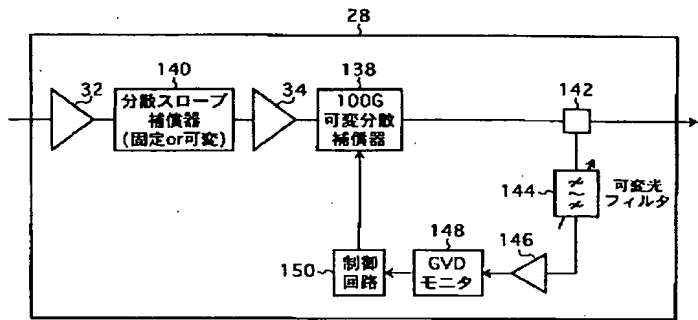 28
32
140
分散スロープ
補償器
(固定or可変)
34
138
100G
可変分散
補償器
142
144
可変光
フィルタ
146
148
GVD
モニタ
150
制御
回路